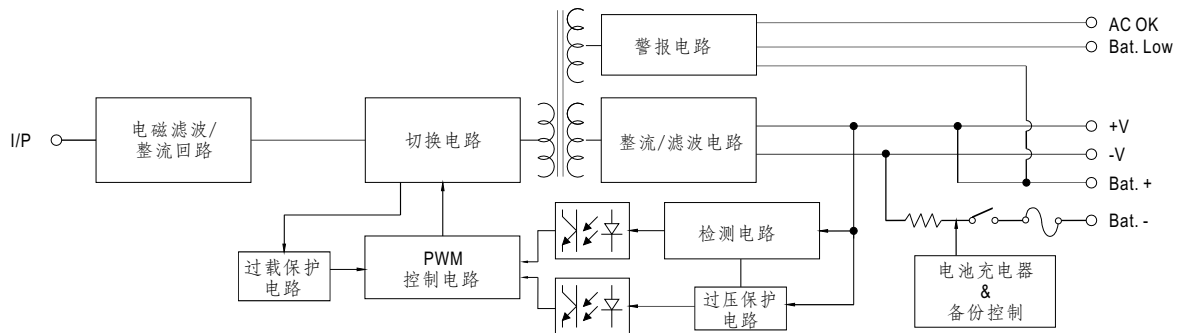 AC OK
警报电路
Bat. Low
电磁滤波/
整流回路
切换电路
整流/滤波电路
I/P
+V
-V
Bat. +
Bat. -
检测电路
PWM
控制电路
过载保护
电路
过压保护
电路
电池充电器
&
备份控制